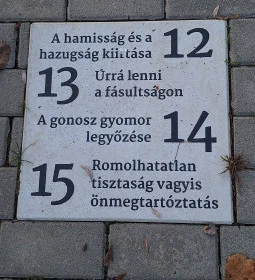 A hamisság és a
hazugság kiirtása 12
13 Úrrá lenni
a fásultságon
A gonosz gyomor
legyőzése 14
15 Romolhatatlan
tisztaság vagyis
önmegtartóztatás